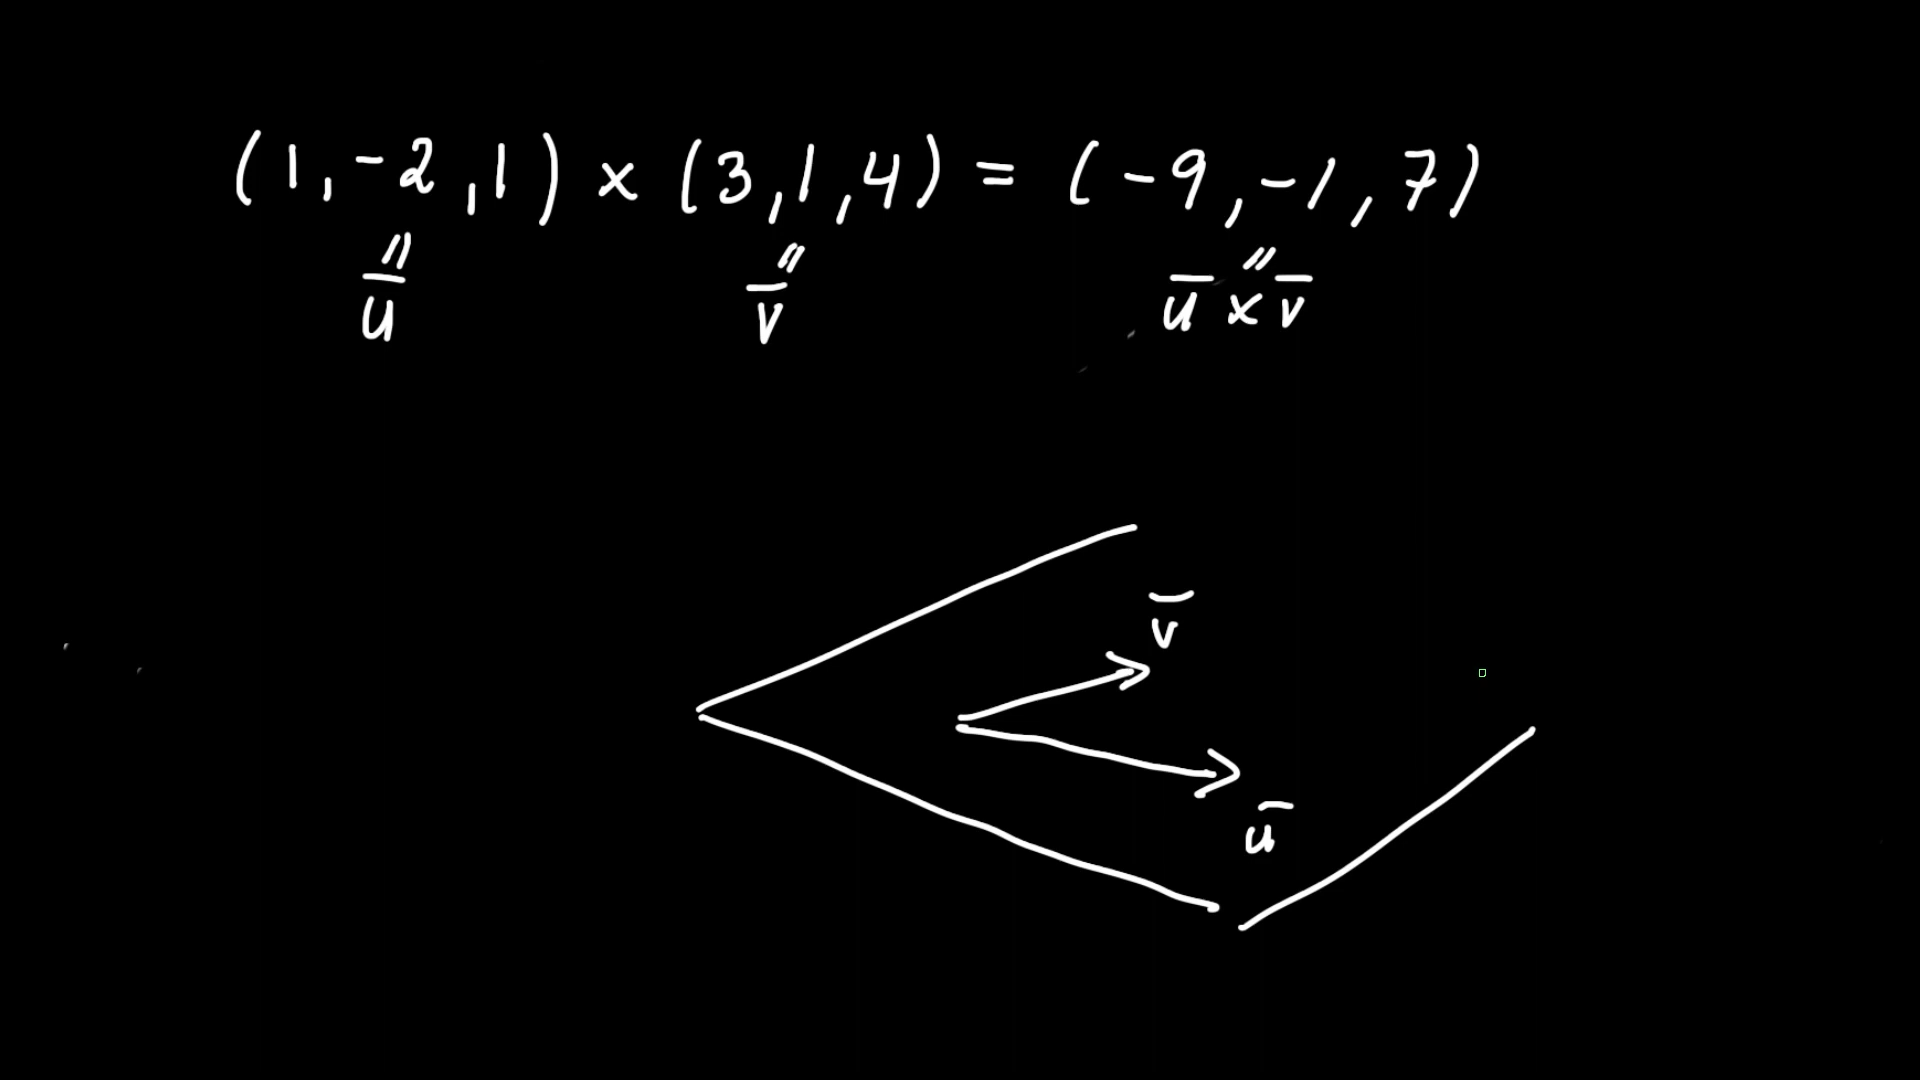 (1, -2, 1) × (3, 1, 4) = (-9, -1, 7)
= = =
u̅ v̅ u̅ × v̅
v̅
u̅